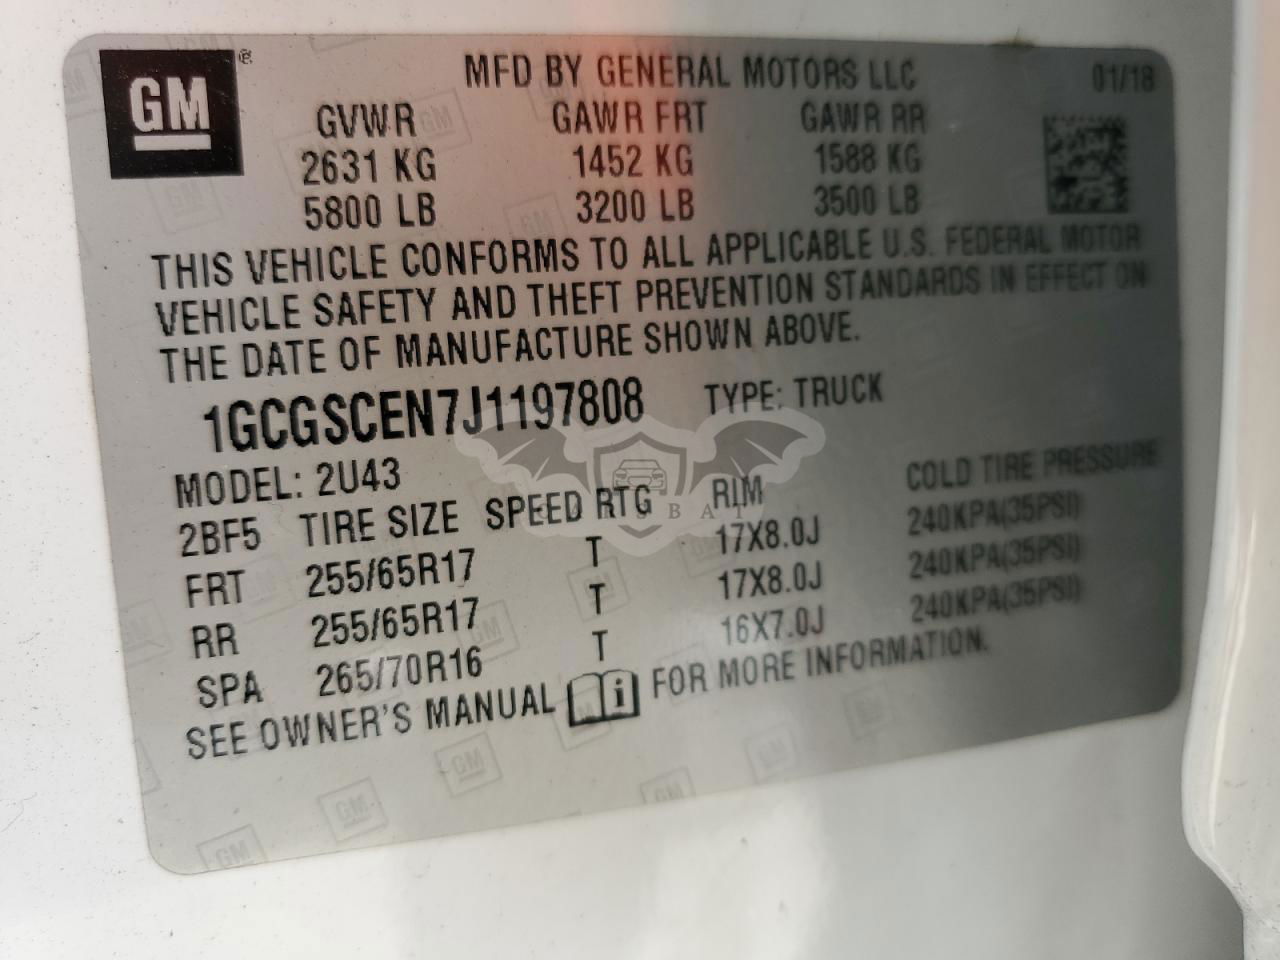 GM ®
MFD BY GENERAL MOTORS LLC 01/18
GVWR GAWR FRT GAWR RR
2631 KG 1452 KG 1588 KG
5800 LB 3200 LB 3500 LB
THIS VEHICLE CONFORMS TO ALL APPLICABLE U.S. FEDERAL MOTOR
VEHICLE SAFETY AND THEFT PREVENTION STANDARDS IN EFFECT ON
THE DATE OF MANUFACTURE SHOWN ABOVE.
1GCGSCEN7J1197808 TYPE: TRUCK
MODEL: 2U43
2BF5 TIRE SIZE SPEED RTG RIM COLD TIRE PRESSURE
FRT 255/65R17 T 17X8.0J 240KPA(35PSI)
RR 255/65R17 T 17X8.0J 240KPA(35PSI)
SPA 265/70R16 T 16X7.0J 240KPA(35PSI)
SEE OWNER'S MANUAL i FOR MORE INFORMATION.